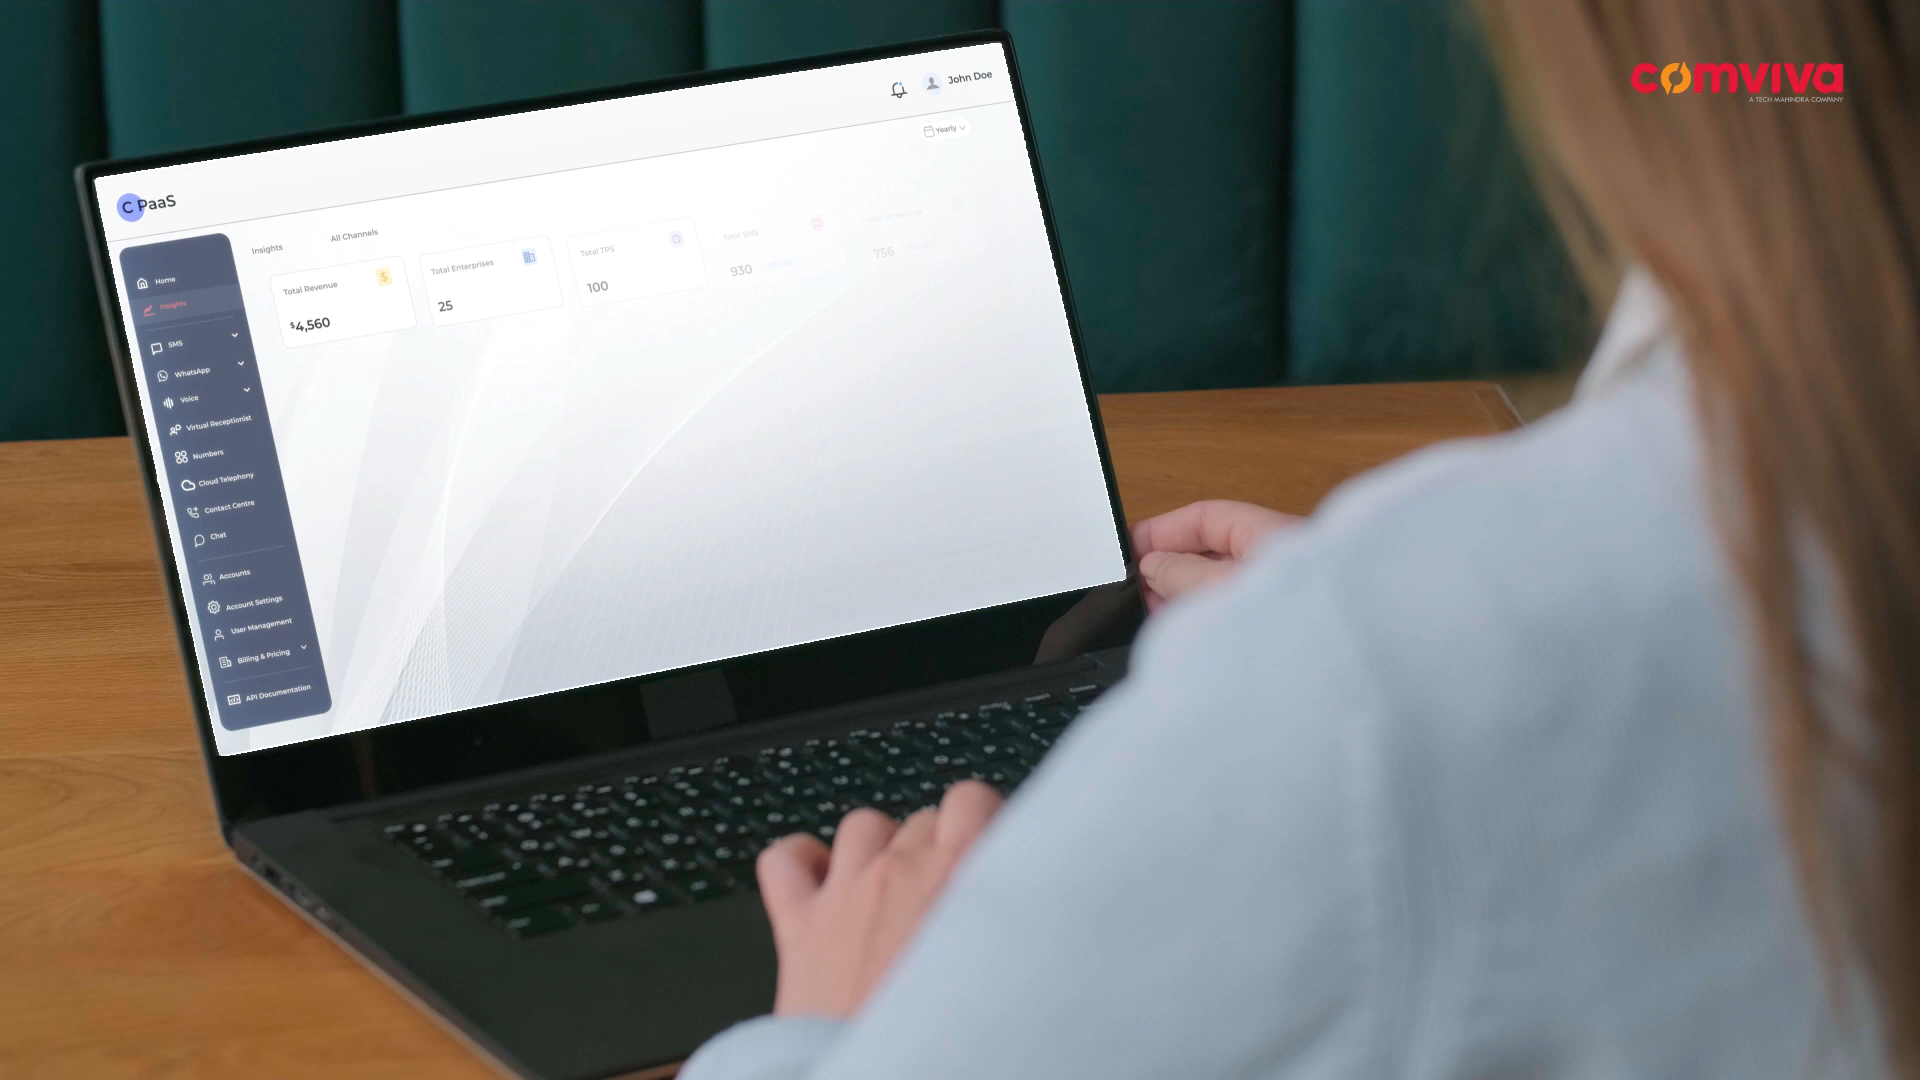 comviva
A TECH MAHINDRA COMPANY
John Doe
Yearly
C PaaS
Insights
All Channels
Total Revenue
$4,560
Total Enterprises
25
Total TPS
100
Total SMS
930
756
Home
Insights
SMS
WhatsApp
Voice
Virtual Receptionist
Numbers
Cloud Telephony
Contact Centre
Chat
Accounts
Account Settings
User Management
Billing & Pricing
API Documentation